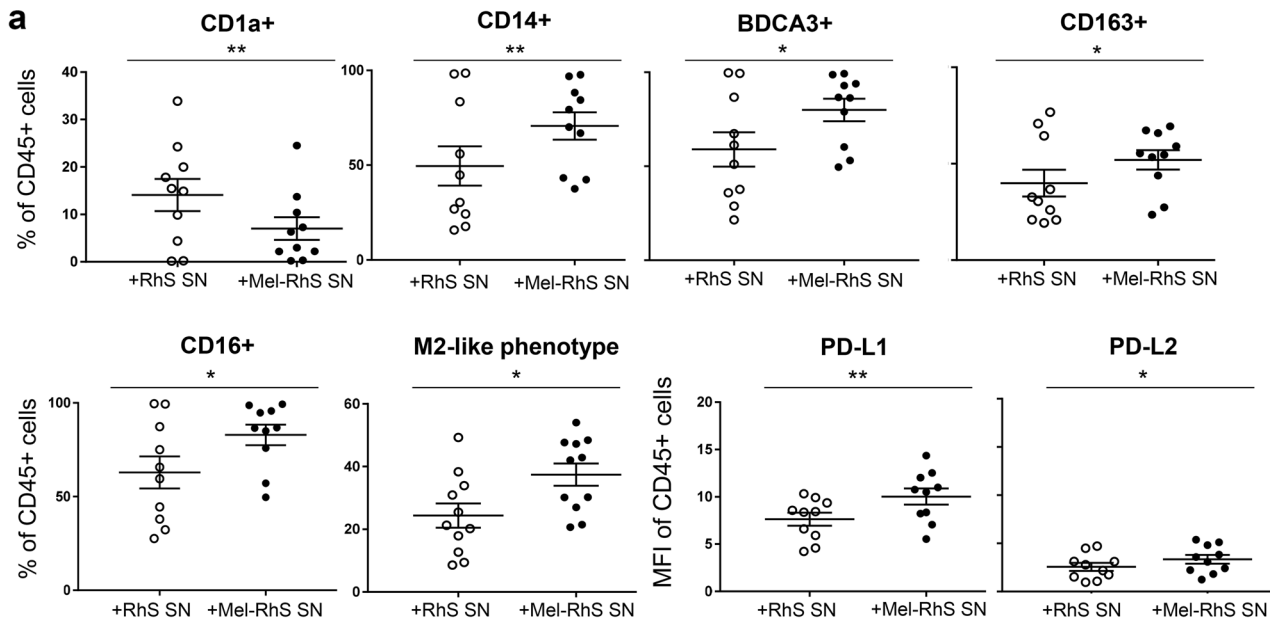 a
CD1a+ CD14+ BDCA3+ CD163+
** ** * *
% of CD45+ cells
40
30
20
10
0
100
50
0
+RhS SN +Mel-RhS SN +RhS SN +Mel-RhS SN +RhS SN +Mel-RhS SN +RhS SN +Mel-RhS SN
CD16+ M2-like phenotype PD-L1 PD-L2
* * ** *
% of CD45+ cells
100
50
0
60
40
20
0
MFI of CD45+ cells
20
15
10
5
0
+RhS SN +Mel-RhS SN +RhS SN +Mel-RhS SN +RhS SN +Mel-RhS SN +RhS SN +Mel-RhS SN